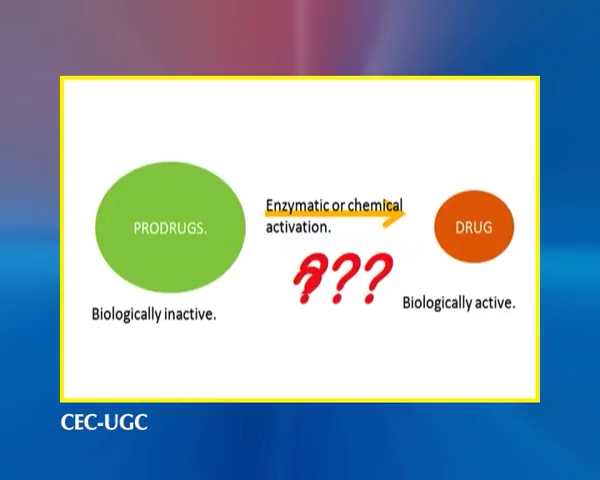 Enzymatic or chemical
activation.
PRODRUGS.
DRUG
???
Biologically inactive.
Biologically active.
CEC-UGC